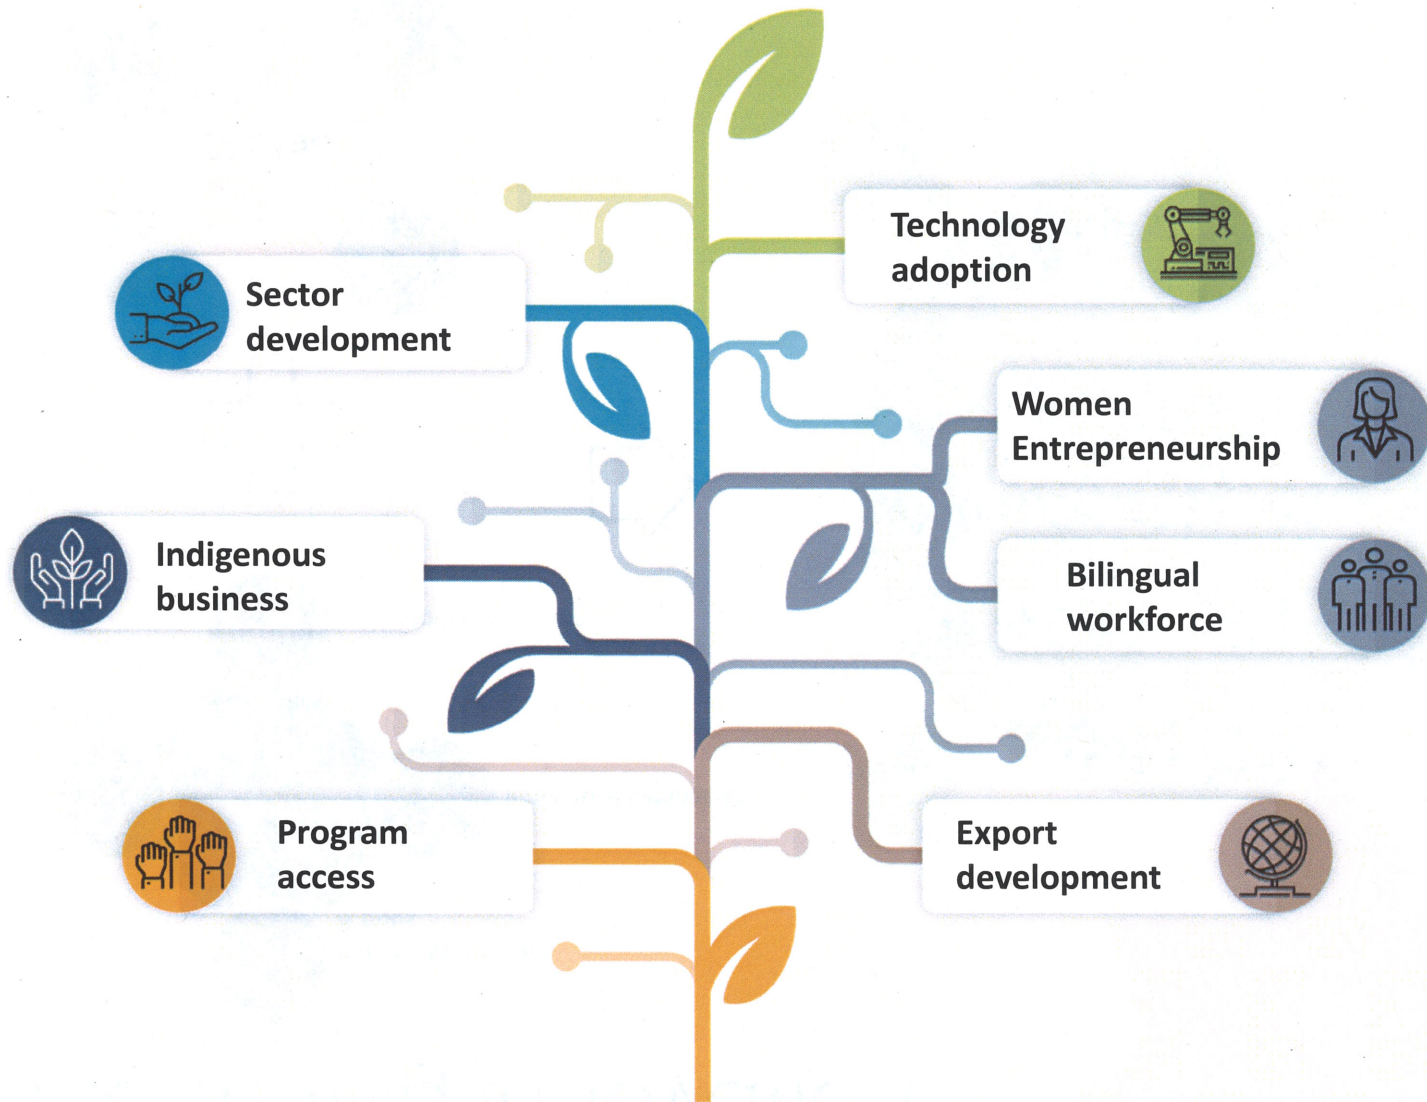 Technology
adoption
Sector
development
Women
Entrepreneurship
Indigenous
business
Bilingual
workforce
Program
access
Export
development